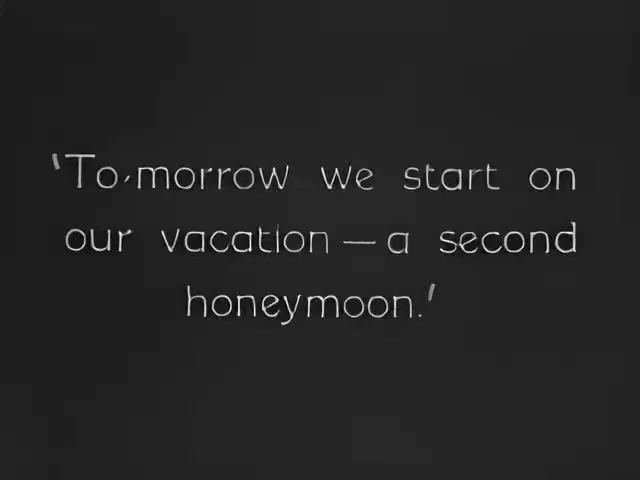 'To-morrow we start on
our vacation — a second
honeymoon.'